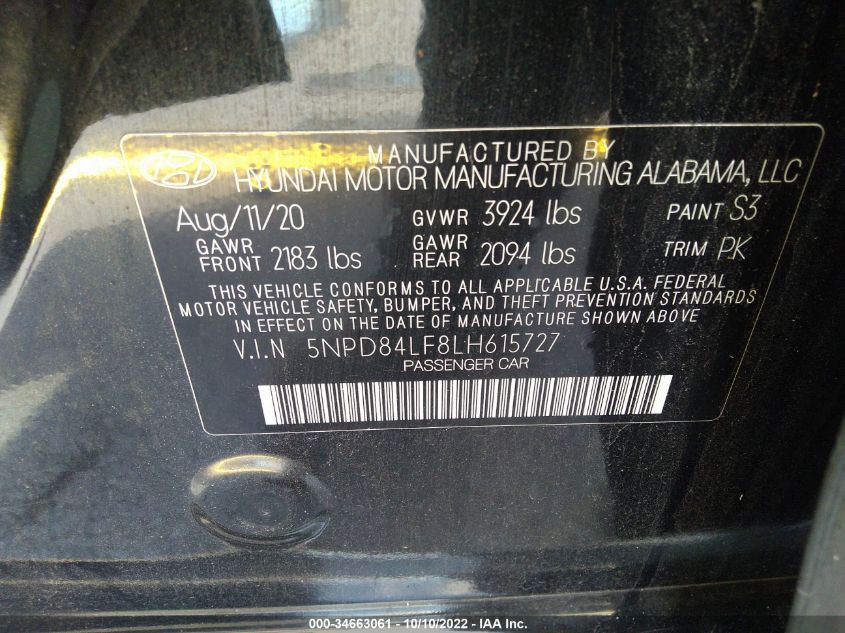 MANUFACTURED BY
HYUNDAI MOTOR MANUFACTURING ALABAMA, LLC
Aug/11/20 GVWR 3924 lbs PAINT S3
GAWR FRONT 2183 lbs GAWR REAR 2094 lbs TRIM PK
THIS VEHICLE CONFORMS TO ALL APPLICABLE U.S.A. FEDERAL
MOTOR VEHICLE SAFETY, BUMPER, AND THEFT PREVENTION STANDARDS
IN EFFECT ON THE DATE OF MANUFACTURE SHOWN ABOVE.
V.I.N 5NPD84LF8LH615727
PASSENGER CAR
000-34663061 - 10/10/2022 - IAA Inc.